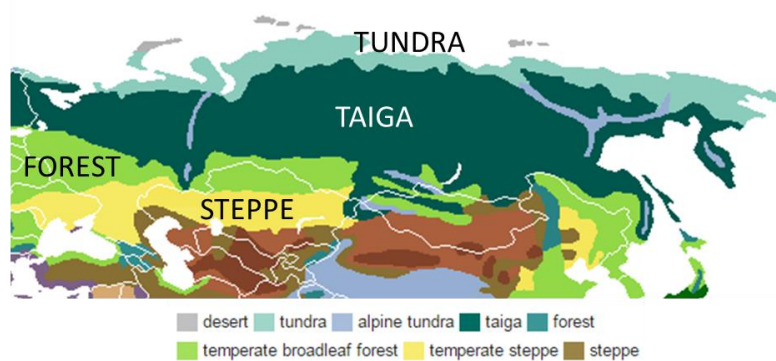 TUNDRA
TAIGA
FOREST
STEPPE
desert tundra alpine tundra taiga forest
temperate broadleaf forest temperate steppe steppe